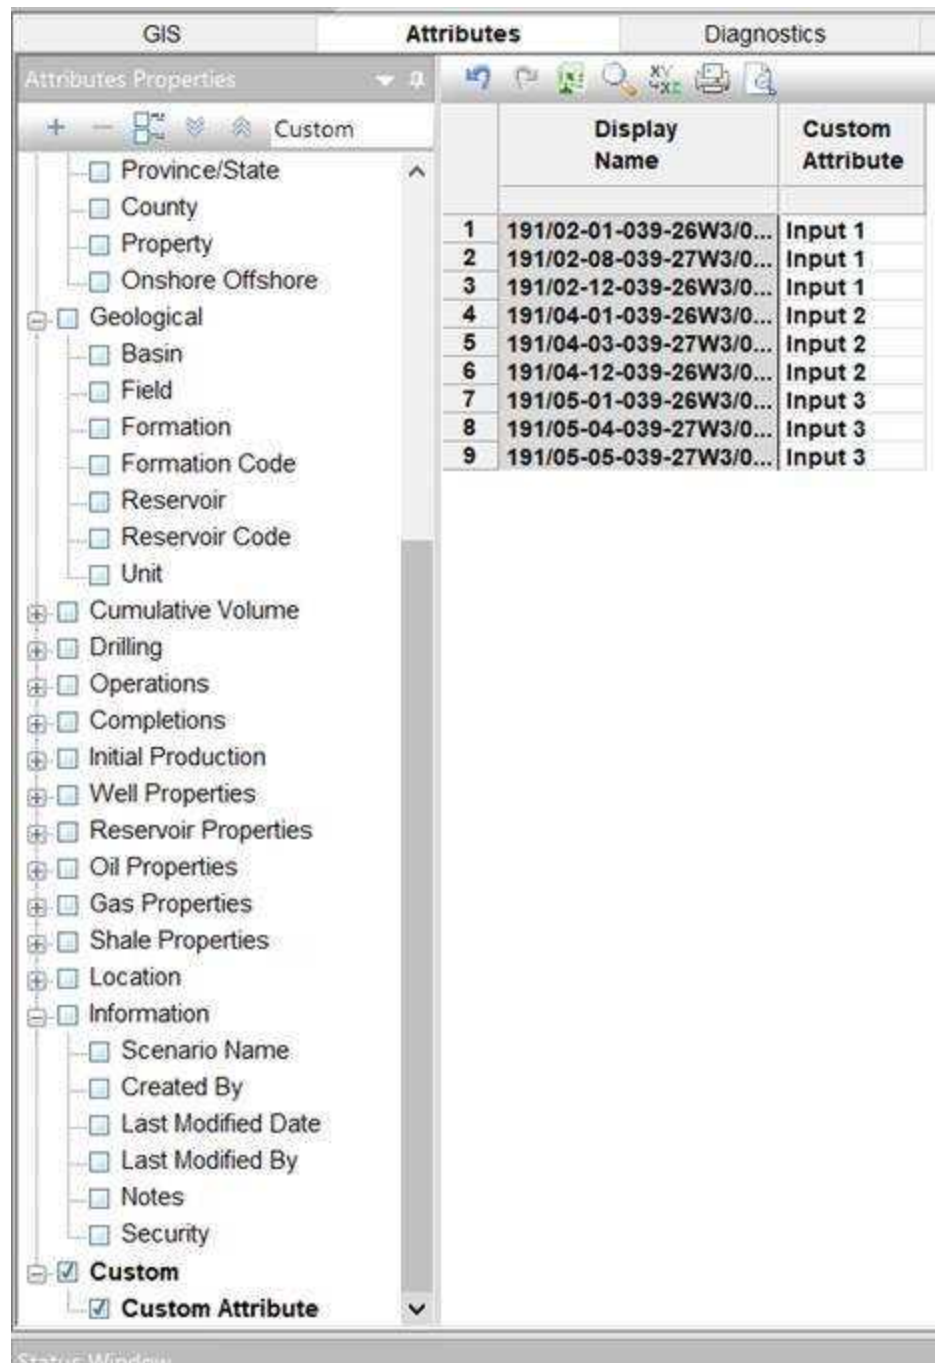 GIS Attributes Diagnostics
Attributes Properties
Custom
Province/State
County
Property
Onshore Offshore
Geological
Basin
Field
Formation
Formation Code
Reservoir
Reservoir Code
Unit
Cumulative Volume
Drilling
Operations
Completions
Initial Production
Well Properties
Reservoir Properties
Oil Properties
Gas Properties
Shale Properties
Location
Information
Scenario Name
Created By
Last Modified Date
Last Modified By
Notes
Security
Custom
Custom Attribute
Display Custom
Name Attribute
1 191/02-01-039-26W3/0... Input 1
2 191/02-08-039-27W3/0... Input 1
3 191/02-12-039-26W3/0... Input 1
4 191/04-01-039-26W3/0... Input 2
5 191/04-03-039-27W3/0... Input 2
6 191/04-12-039-26W3/0... Input 2
7 191/05-01-039-26W3/0... Input 3
8 191/05-04-039-27W3/0... Input 3
9 191/05-05-039-27W3/0... Input 3
Status Window